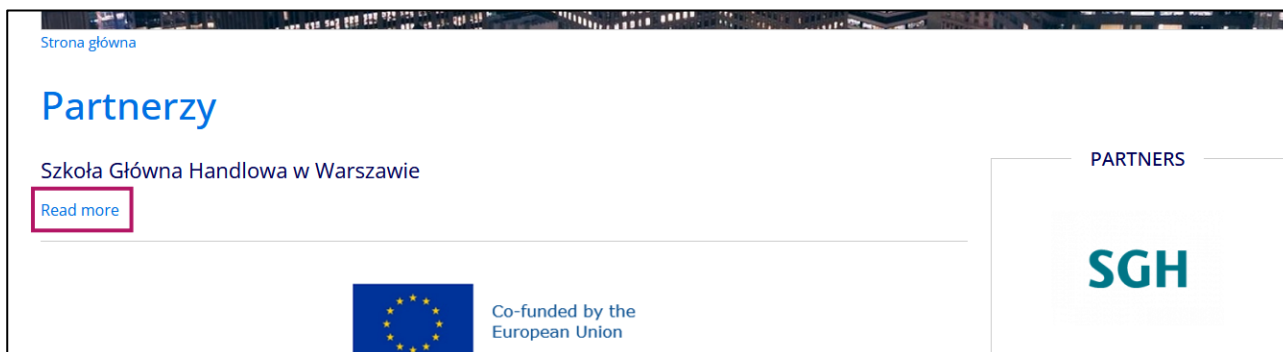 Strona główna
Partnerzy
Szkoła Główna Handlowa w Warszawie
Read more
PARTNERS
SGH
Co-funded by the
European Union